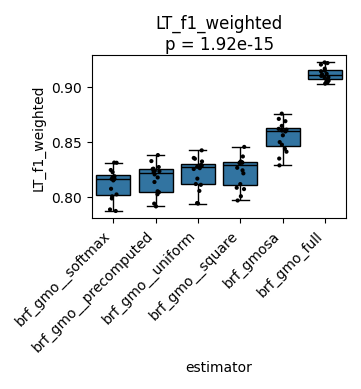 LT_f1_weighted
p = 1.92e-15
LT_f1_weighted
0.90
0.85
0.80
brf_gmo__softmax
brf_gmo__precomputed
brf_gmo__uniform
brf_gmo__square
brf_gmosa
brf_gmo_full
estimator